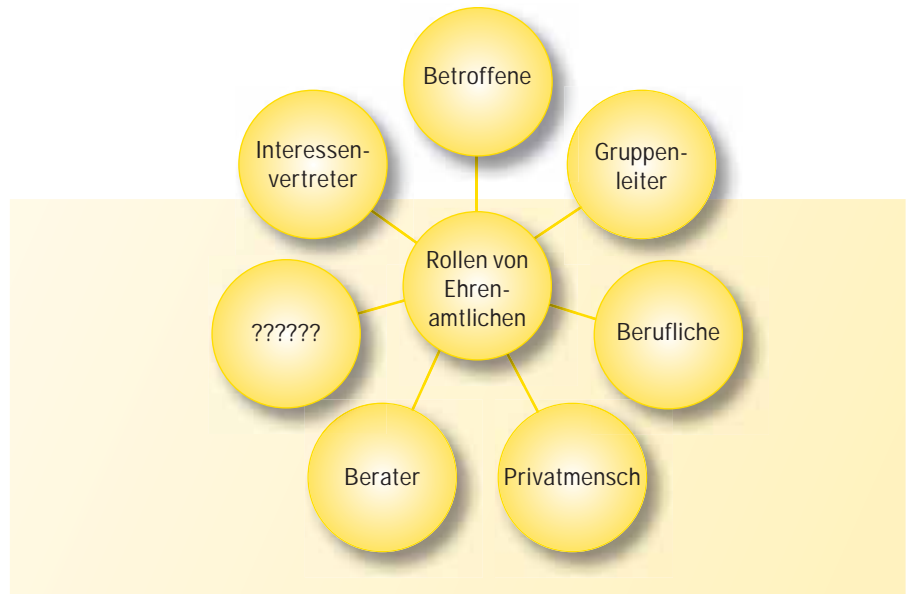 Betroffene
Interessen-
vertreter
Gruppen-
leiter
Rollen von
Ehren-
amtlichen
??????
Berufliche
Berater
Privatmensch